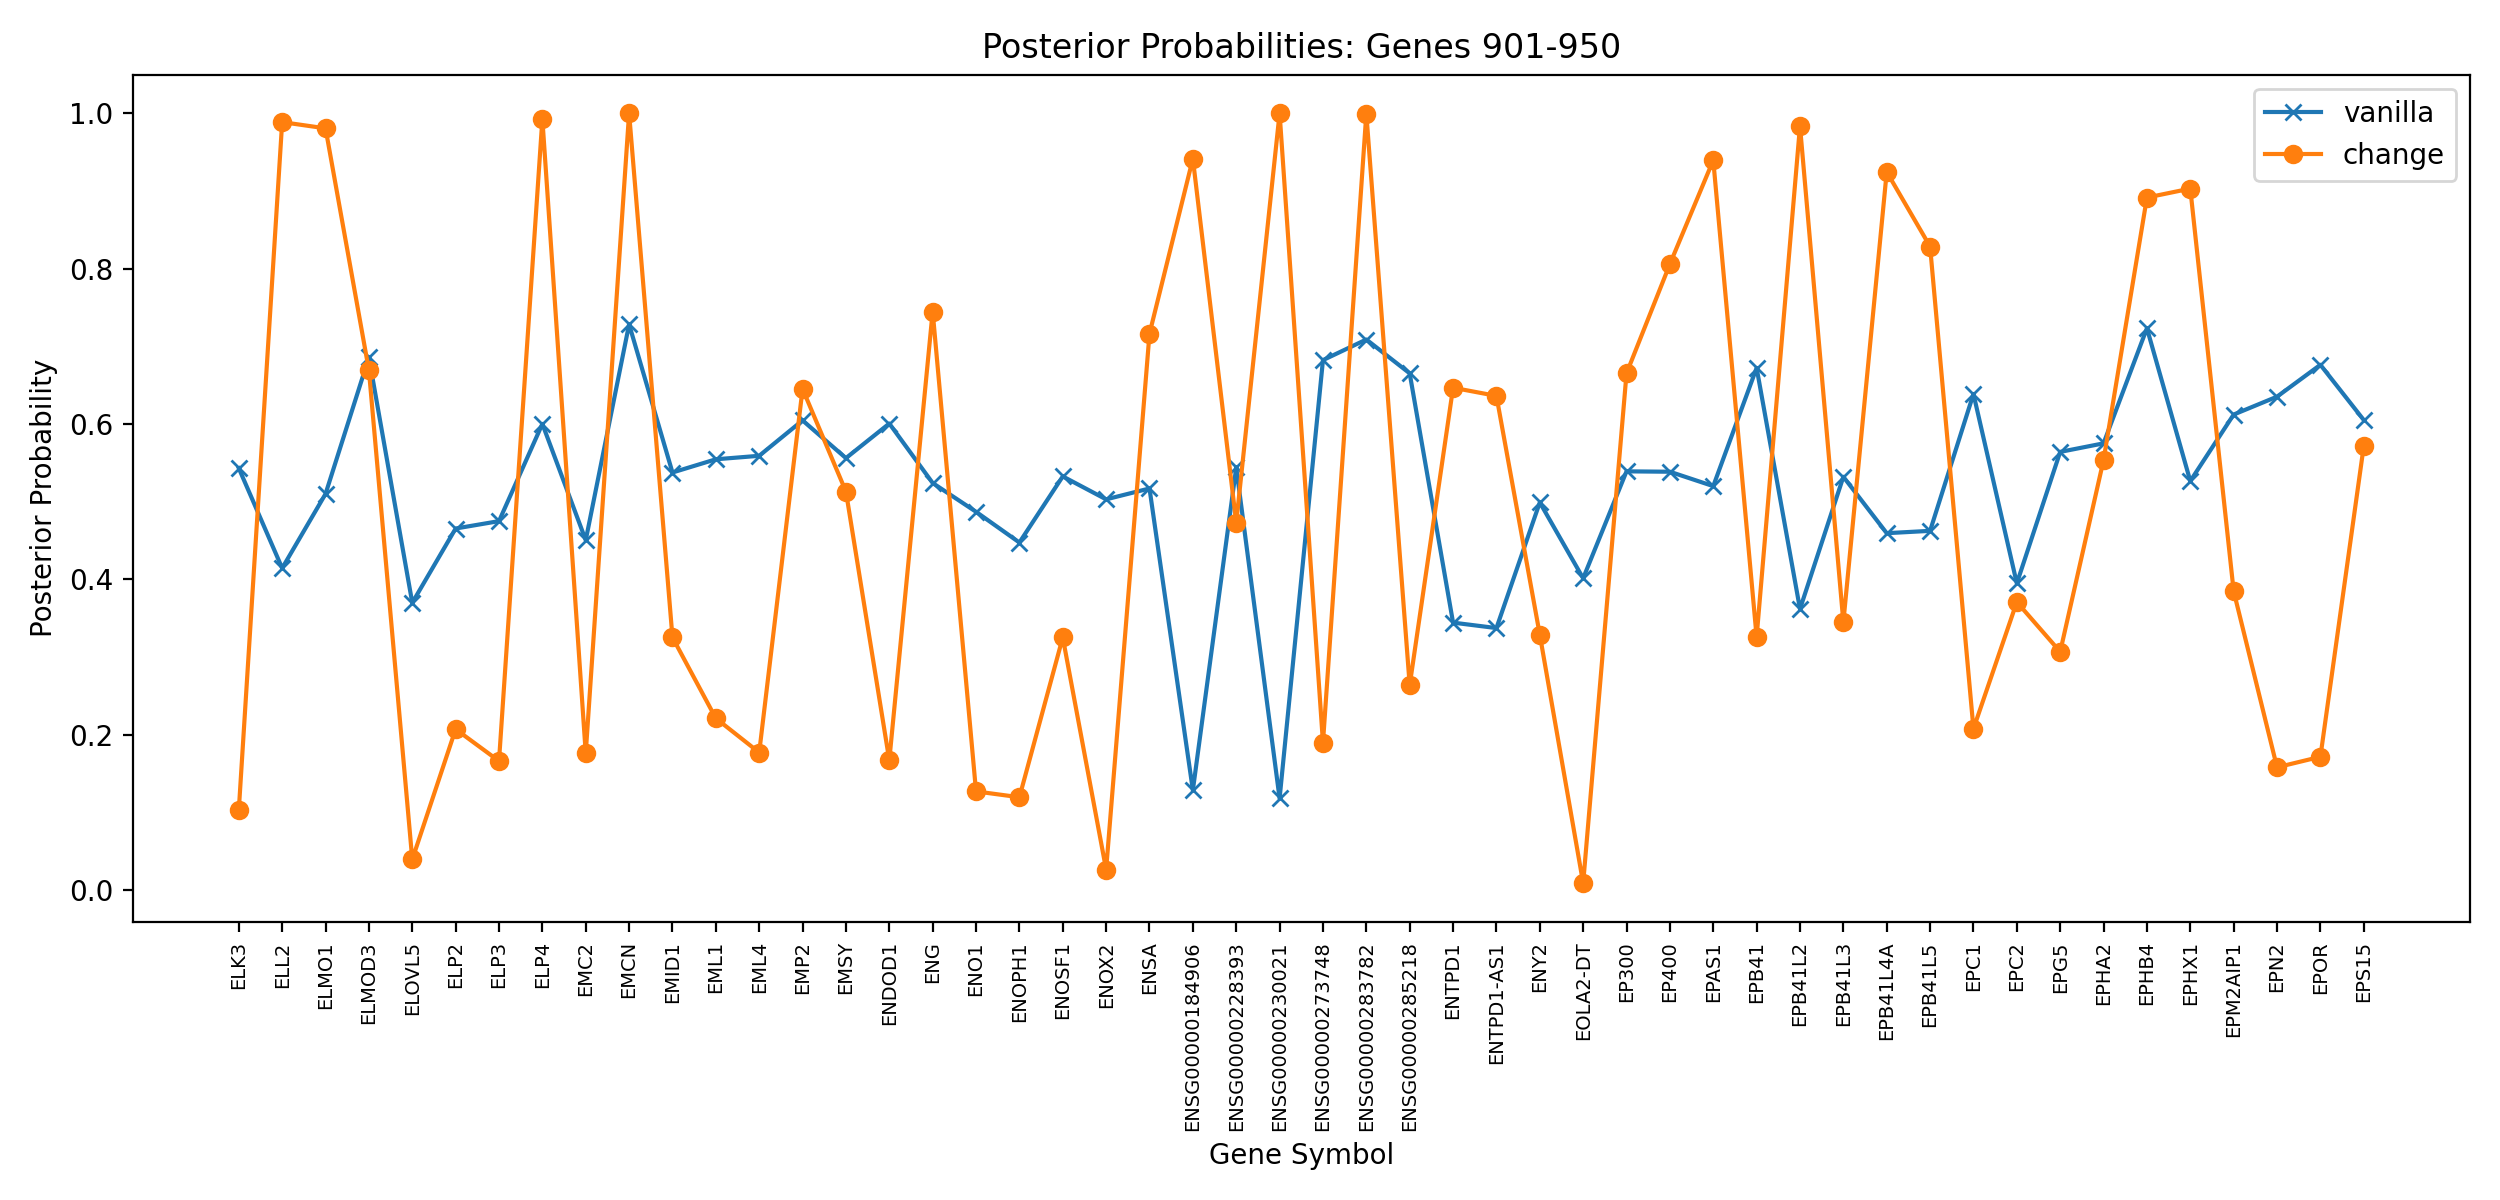 Posterior Probabilities: Genes 901-950
vanilla
change
Posterior Probability
1.0
0.8
0.6
0.4
0.2
0.0
ELK3
ELL2
ELMO1
ELMOD3
ELOVL5
ELP2
ELP3
ELP4
EMC2
EMCN
EMID1
EML1
EML4
EMP2
EMSY
ENDOD1
ENG
ENO1
ENOPH1
ENOSF1
ENOX2
ENSA
ENSG00000184906
ENSG00000228393
ENSG00000230021
ENSG00000273748
ENSG00000283782
ENSG00000285218
ENTPD1
ENTPD1-AS1
ENY2
EOLA2-DT
EP300
EP400
EPAS1
EPB41
EPB41L2
EPB41L3
EPB41L4A
EPB41L5
EPC1
EPC2
EPG5
EPHA2
EPHB4
EPHX1
EPM2AIP1
EPN2
EPOR
EPS15
Gene Symbol